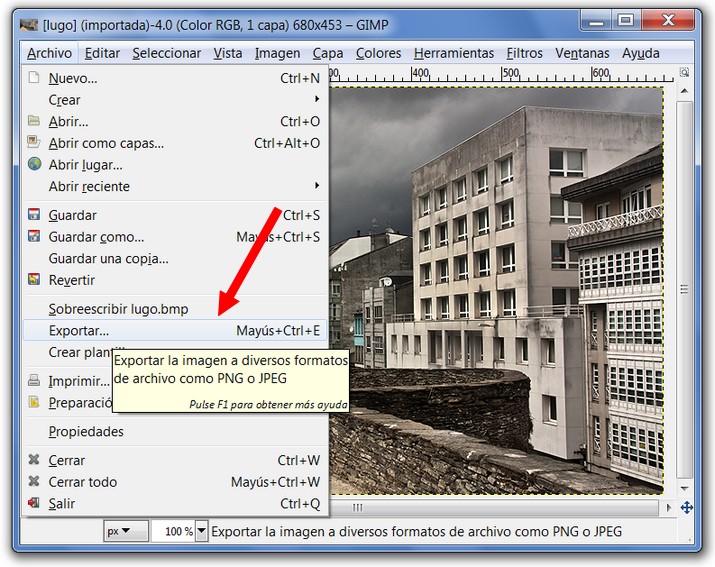 [lugo] (importada)-4.0 (Color RGB, 1 capa) 680x453 – GIMP
Archivo Editar Seleccionar Vista Imagen Capa Colores Herramientas Filtros Ventanas Ayuda
Nuevo... Ctrl+N
Crear
Abrir... Ctrl+O
Abrir como capas... Ctrl+Alt+O
Abrir lugar...
Abrir reciente
Guardar Ctrl+S
Guardar como... Mayús+Ctrl+S
Guardar una copia...
Revertir
Sobreescribir lugo.bmp
Exportar... Mayús+Ctrl+E
Crear
Exportar la imagen a diversos formatos
de archivo como PNG o JPEG
Pulse F1 para obtener más ayuda
Imprimir...
Propiedades
Cerrar Ctrl+W
Cerrar todo Mayús+Ctrl+W
Salir Ctrl+Q
400 500 600
px 100 % Exportar la imagen a diversos formatos de archivo como PNG o JPEG